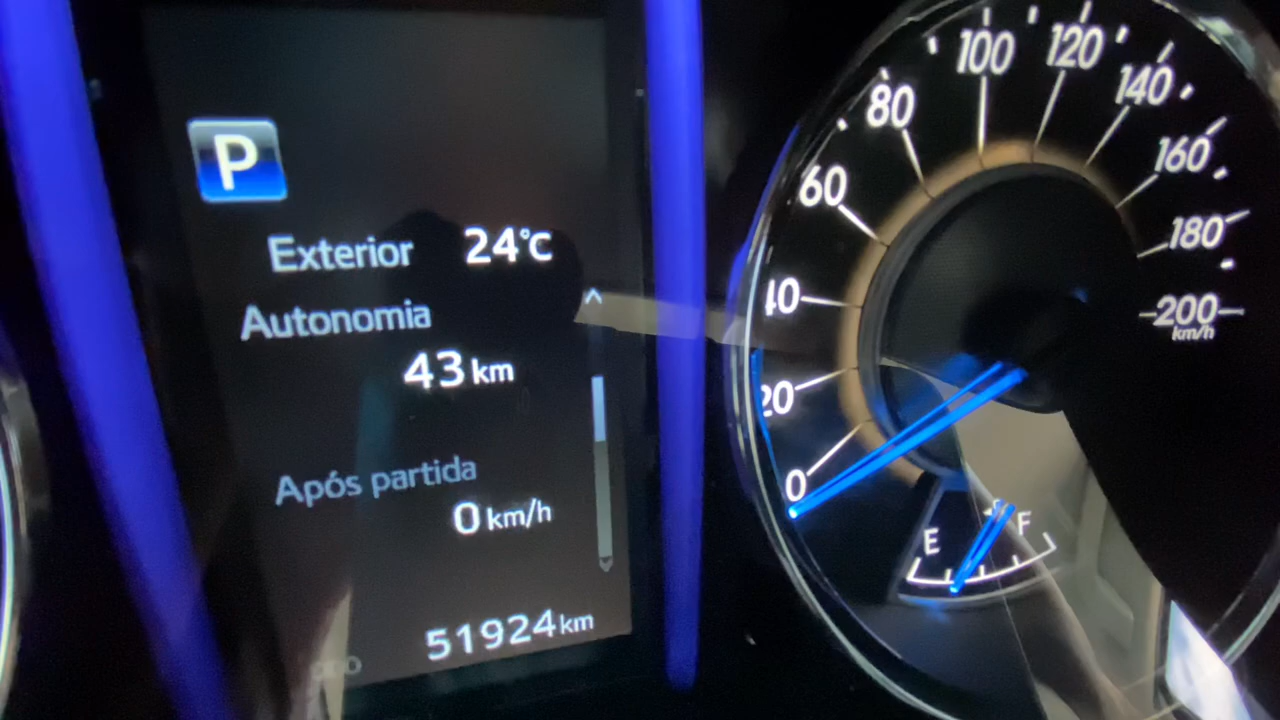 P
Exterior 24°C
Autonomia
43 km
Após partida
0 km/h
51924 km
0
20
40
60
80
100
120
140
160
180
200
km/h
E F